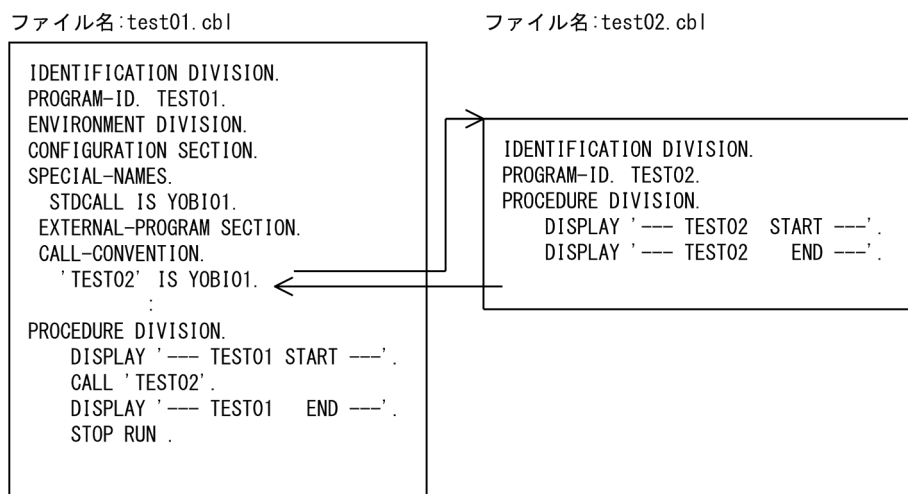 ファイル名:test01.cbl
IDENTIFICATION DIVISION.
PROGRAM-ID. TEST01.
ENVIRONMENT DIVISION.
CONFIGURATION SECTION.
SPECIAL-NAMES.
STDCALL IS YOBI01.
EXTERNAL-PROGRAM SECTION.
CALL-CONVENTION.
'TEST02' IS YOBI01.
:
PROCEDURE DIVISION.
DISPLAY '--- TEST01 START ---'.
CALL 'TEST02'.
DISPLAY '--- TEST01   END ---'.
STOP RUN .
ファイル名:test02.cbl
IDENTIFICATION DIVISION.
PROGRAM-ID. TEST02.
PROCEDURE DIVISION.
DISPLAY '--- TEST02  START ---'.
DISPLAY '--- TEST02    END ---'.